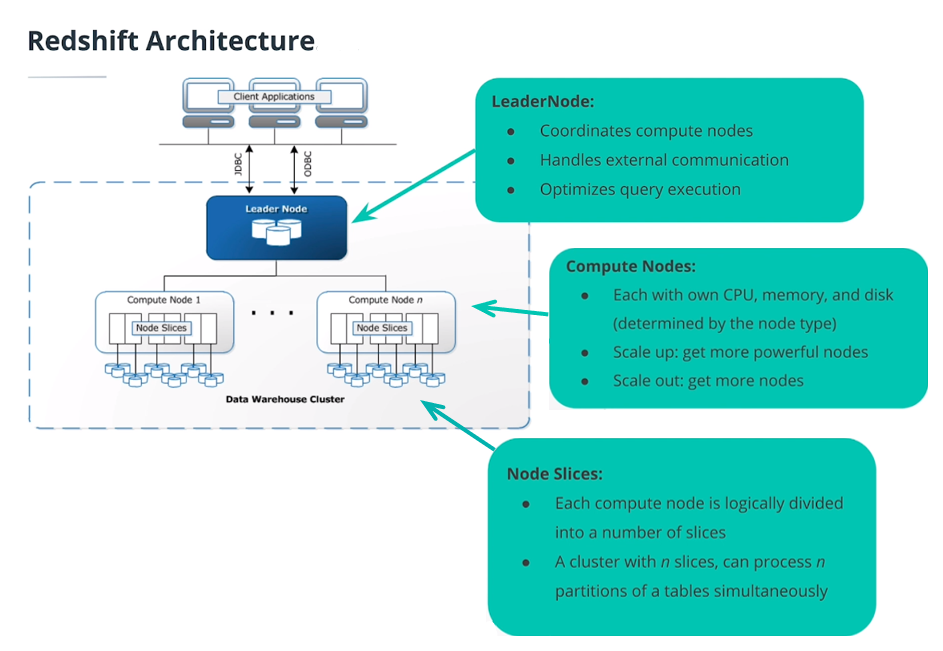 Redshift Architecture
Client Applications
JDBC
ODBC
Leader Node
Compute Node 1
Node Slices
. . .
Compute Node n
Node Slices
Data Warehouse Cluster
LeaderNode:
● Coordinates compute nodes
● Handles external communication
● Optimizes query execution
Compute Nodes:
● Each with own CPU, memory, and disk
(determined by the node type)
● Scale up: get more powerful nodes
● Scale out: get more nodes
Node Slices:
● Each compute node is logically divided
into a number of slices
● A cluster with n slices, can process n
partitions of a tables simultaneously